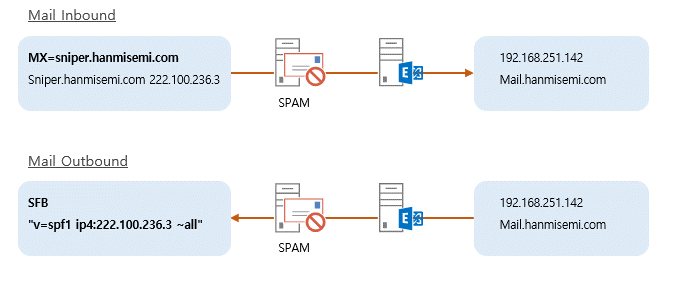 Mail Inbound
MX=sniper.hanmisemi.com
Sniper.hanmisemi.com 222.100.236.3
SPAM
E
192.168.251.142
Mail.hanmisemi.com
Mail Outbound
SFB
"v=spf1 ip4:222.100.236.3 ~all"
SPAM
E
192.168.251.142
Mail.hanmisemi.com